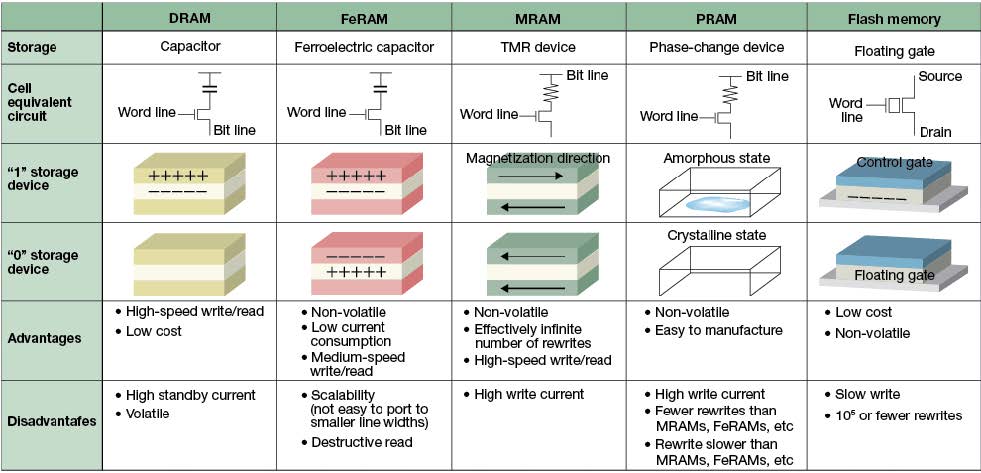 DRAM FeRAM MRAM PRAM Flash memory
Storage Capacitor Ferroelectric capacitor TMR device Phase-change device Floating gate
Cell equivalent circuit
Word line
Bit line
Word line
Bit line
Bit line
Word line
Bit line
Word line
Source
Word line
Drain
“1” storage device
+++++
−−−−−
+++++
−−−−−
Magnetization direction
Amorphous state
Control gate
−−−−−
“0” storage device
−−−−−
+++++
Crystalline state
Floating gate
Advantages
• High-speed write/read
• Low cost
• Non-volatile
• Low current
consumption
• Medium-speed
write/read
• Non-volatile
• Effectively infinite
number of rewrites
• High-speed write/read
• Non-volatile
• Easy to manufacture
• Low cost
• Non-volatile
Disadvantafes
• High standby current
• Volatile
• Scalability
(not easy to port to
smaller line widths)
• Destructive read
• High write current
• High write current
• Fewer rewrites than
MRAMs, FeRAMs, etc
• Rewrite slower than
MRAMs, FeRAMs, etc
• Slow write
• 10⁵ or fewer rewrites